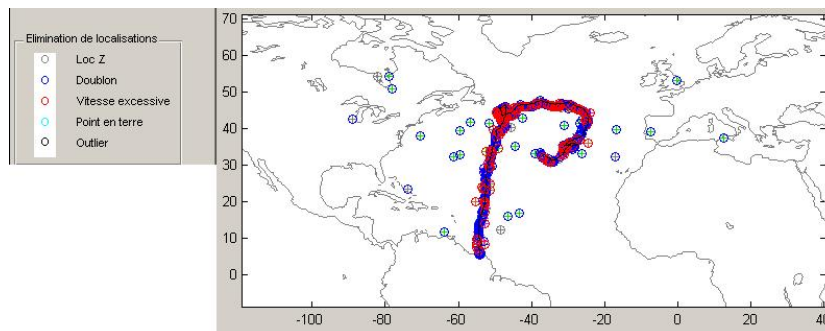 Elimination de localisations
Loc Z
Doublon
Vitesse excessive
Point en terre
Outlier
70
60
50
40
30
20
10
0
-100
-80
-60
-40
-20
0
20
40